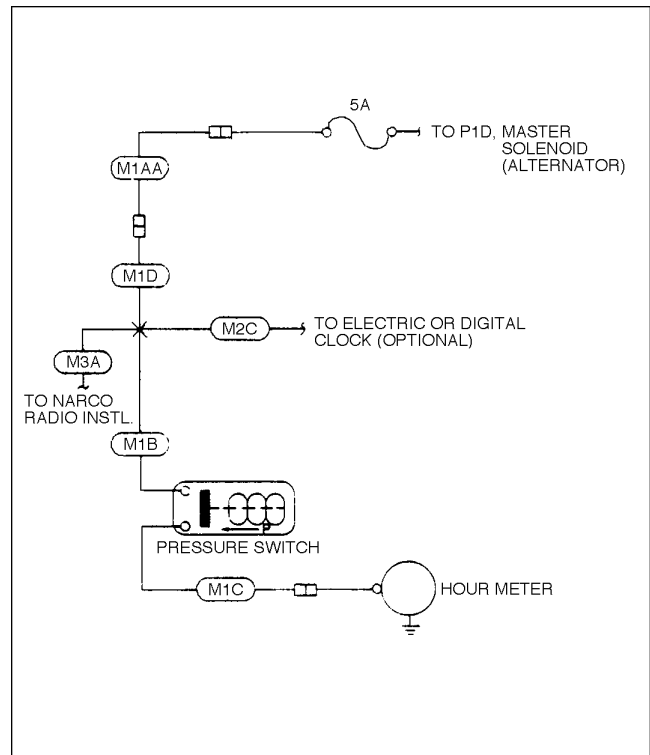 5A
TO P1D, MASTER
SOLENOID
(ALTERNATOR)
M1AA
M1D
M2C
TO ELECTRIC OR DIGITAL
CLOCK (OPTIONAL)
M3A
TO NARCO
RADIO INSTL.
M1B
P
PRESSURE SWITCH
M1C
HOUR METER